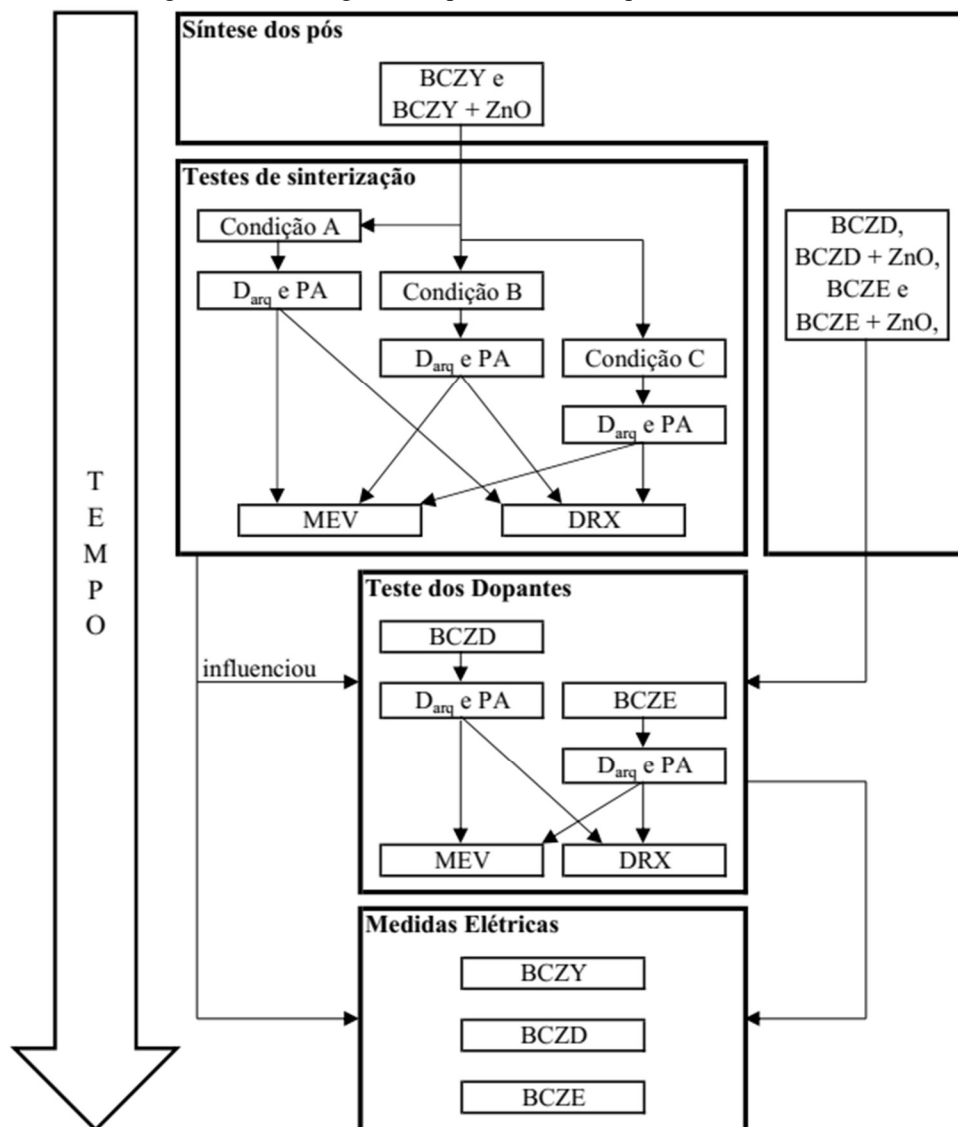 Síntese dos pós
BCZY e
BCZY + ZnO
Testes de sinterização
Condição A
D_arq e PA
Condição B
D_arq e PA
Condição C
D_arq e PA
MEV
DRX
BCZD,
BCZD + ZnO,
BCZE e
BCZE + ZnO,
T
E
M
P
O
influenciou
Teste dos Dopantes
BCZD
D_arq e PA
BCZE
D_arq e PA
MEV
DRX
Medidas Elétricas
BCZY
BCZD
BCZE